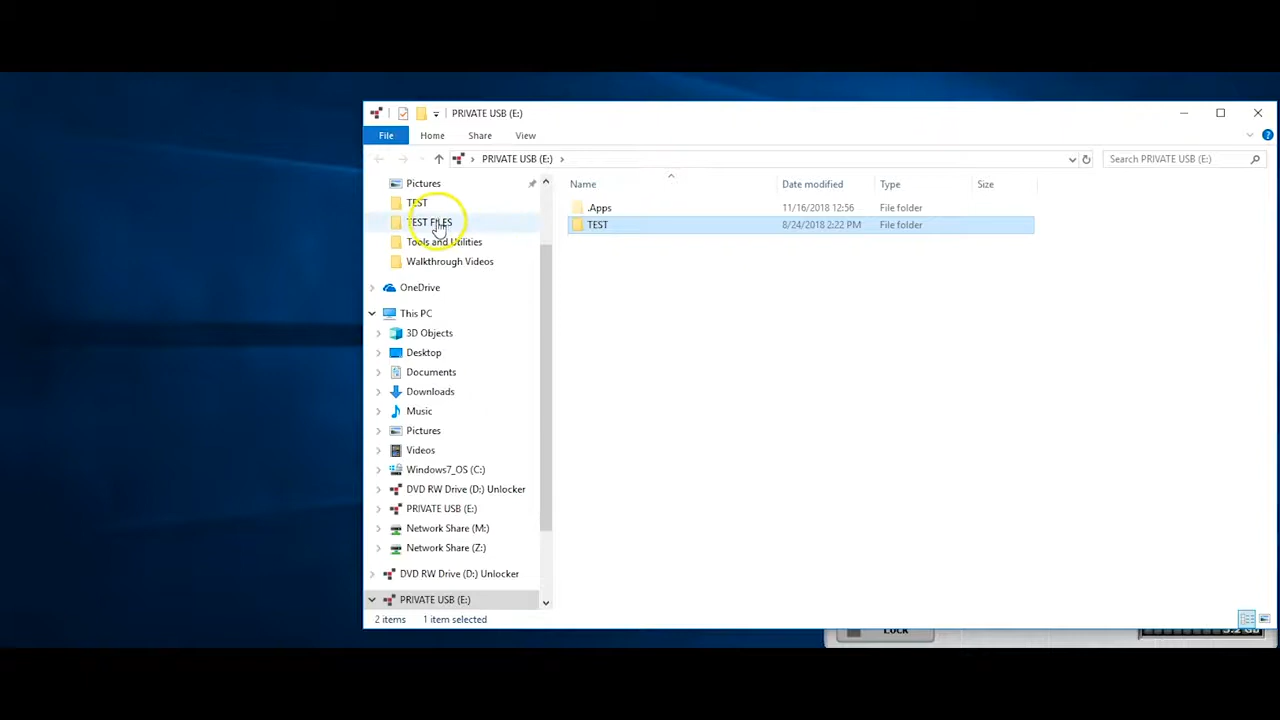 PRIVATE USB (E:)
File Home Share View
PRIVATE USB (E:) Search PRIVATE USB (E:)
Name Date modified Type Size
.Apps 11/16/2018 12:56 File folder
TEST 8/24/2018 2:22 PM File folder
Pictures
TEST
TEST FILES
Tools and Utilities
Walkthrough Videos
OneDrive
This PC
3D Objects
Desktop
Documents
Downloads
Music
Pictures
Videos
Windows7_OS (C:)
DVD RW Drive (D:) Unlocker
PRIVATE USB (E:)
Network Share (M:)
Network Share (Z:)
DVD RW Drive (D:) Unlocker
PRIVATE USB (E:)
2 items 1 item selected
LOCK